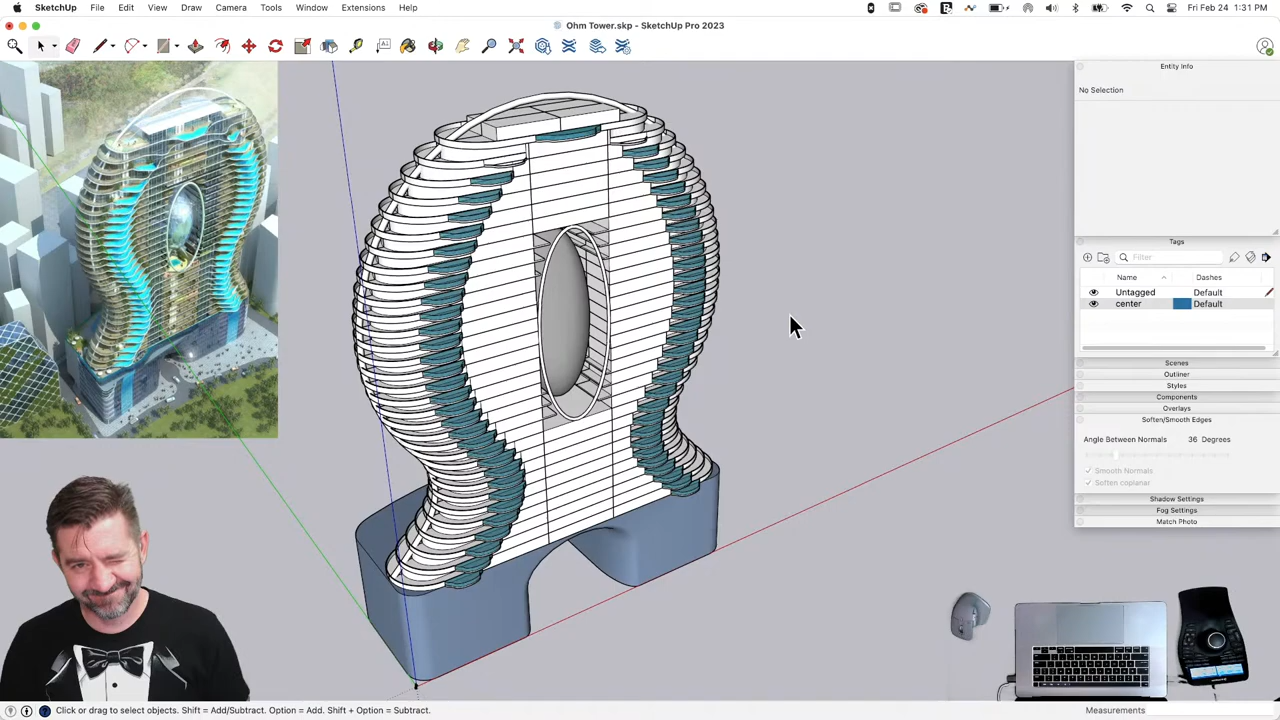 SketchUp File Edit View Draw Camera Tools Window Extensions Help Fri Feb 24 1:31 PM
Ohm Tower.skp - SketchUp Pro 2023
Entity Info
No Selection
Tags
Filter
Name Dashes
Untagged Default
center Default
Scenes
Outliner
Styles
Components
Overlays
Soften/Smooth Edges
Angle Between Normals 36 Degrees
Smooth Normals
Soften coplanar
Shadow Settings
Fog Settings
Match Photo
Click or drag to select objects. Shift = Add/Subtract. Option = Add. Shift + Option = Subtract. Measurements